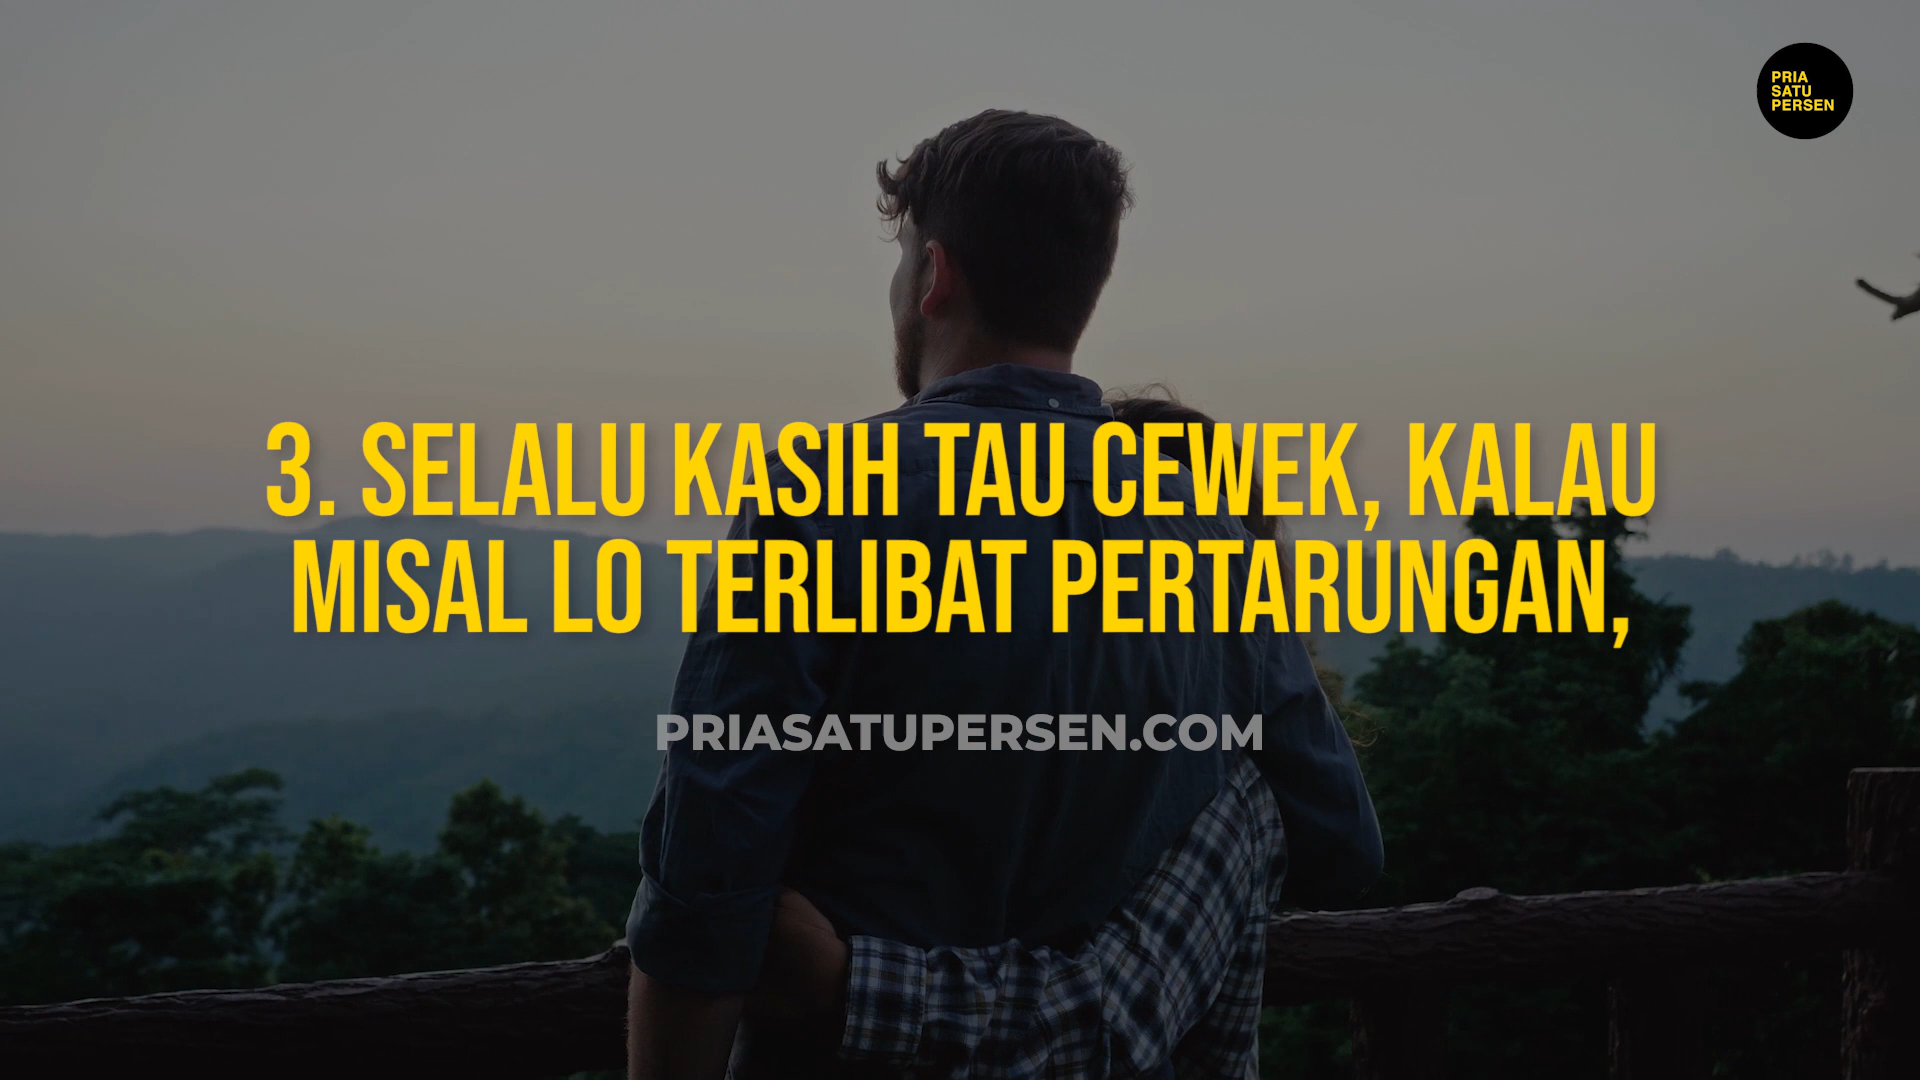 PRIA
SATU
PERSEN
3. SELALU KASIH TAU CEWEK, KALAU
MISAL LO TERLIBAT PERTARUNGAN,
PRIASATUPERSEN.COM